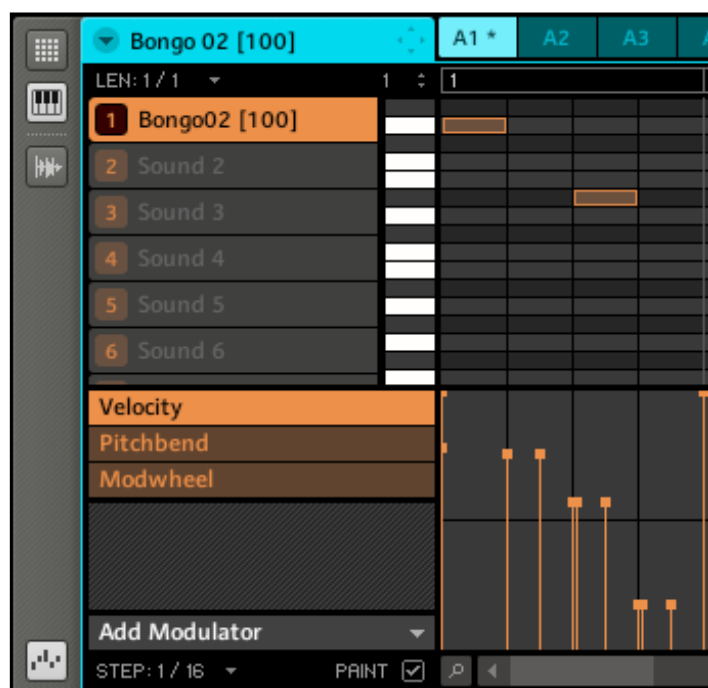 Bongo 02 [100]
A1 * A2 A3
LEN: 1 / 1 1 1
1 Bongo02 [100]
2 Sound 2
3 Sound 3
4 Sound 4
5 Sound 5
6 Sound 6
Velocity
Pitchbend
Modwheel
Add Modulator
STEP: 1 / 16 PAINT